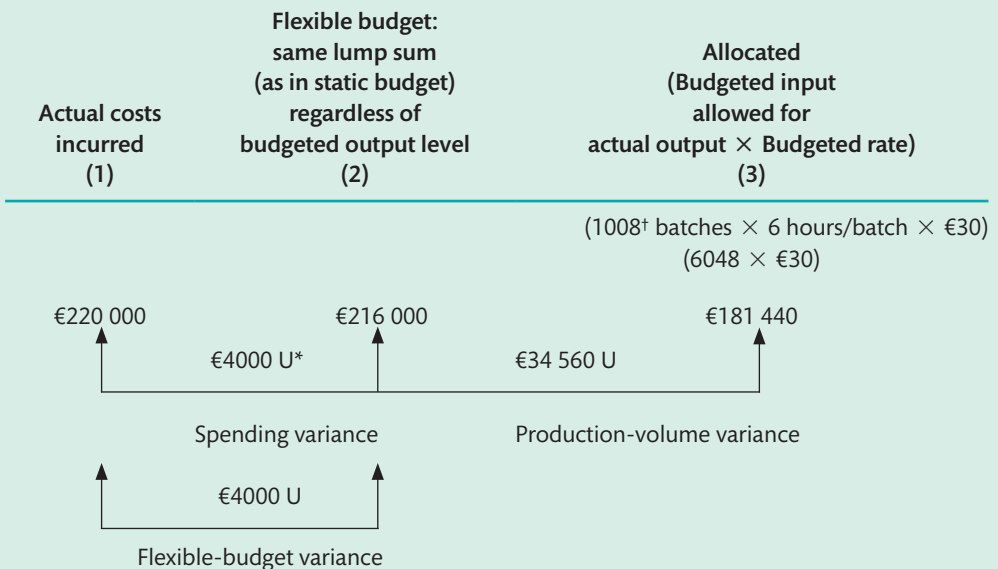 Actual costs
incurred
(1)
Flexible budget:
same lump sum
(as in static budget)
regardless of
budgeted output level
(2)
Allocated
(Budgeted input
allowed for
actual output × Budgeted rate)
(3)
(1008† batches × 6 hours/batch × €30)
(6048 × €30)
€220 000
€216 000
€181 440
€4000 U*
€34 560 U
Spending variance
Production-volume variance
€4000 U
Flexible-budget variance